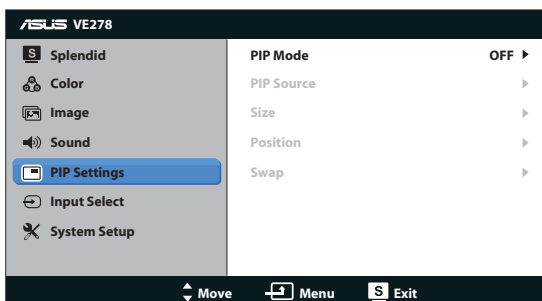 ASUS VE278
S Splendid
Color
Image
Sound
PIP Settings
Input Select
System Setup
PIP Mode OFF
PIP Source
Size
Position
Swap
Move Menu S Exit